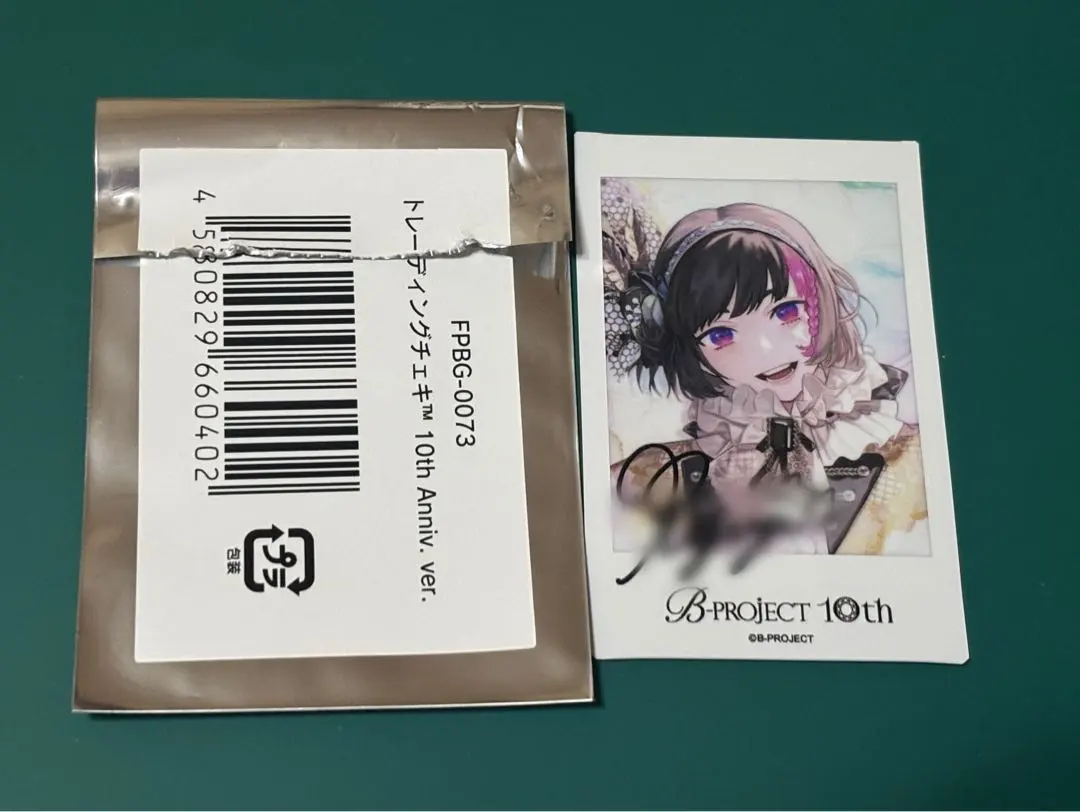 FPBG-0073
トレーディングチェキ™ 10th Anniv. ver.
4 580829 660402
プラ
包装
B-PROJECT 10th
©B-PROJECT